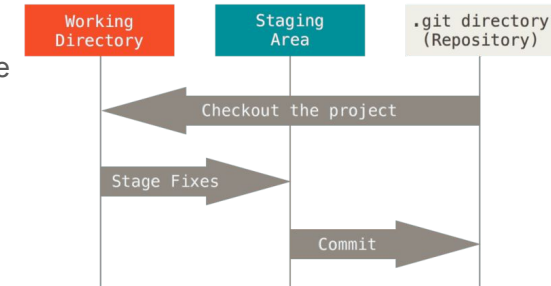 Working
Directory
Staging
Area
.git directory
(Repository)
e
Checkout the project
Stage Fixes
Commit